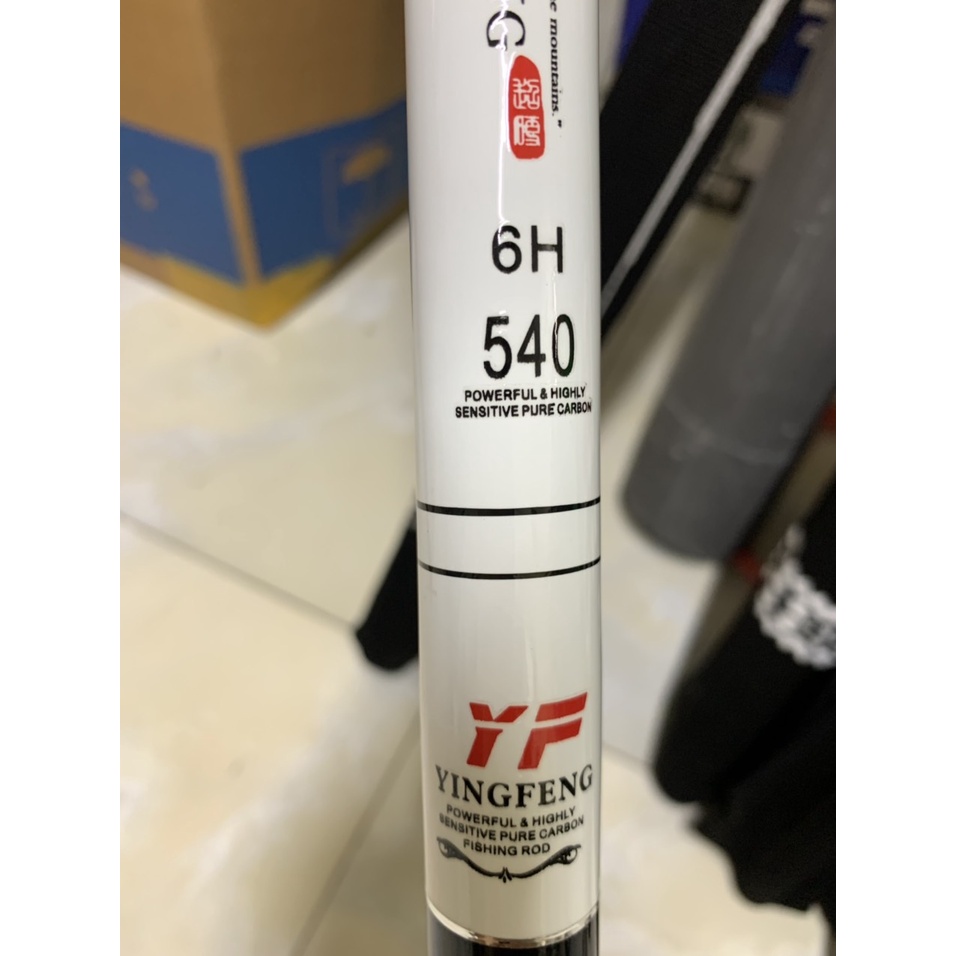 mountains."
6H
540
POWERFUL & HIGHLY
SENSITIVE PURE CARBON
YF
YINGFENG
POWERFUL & HIGHLY
SENSITIVE PURE CARBON
FISHING ROD